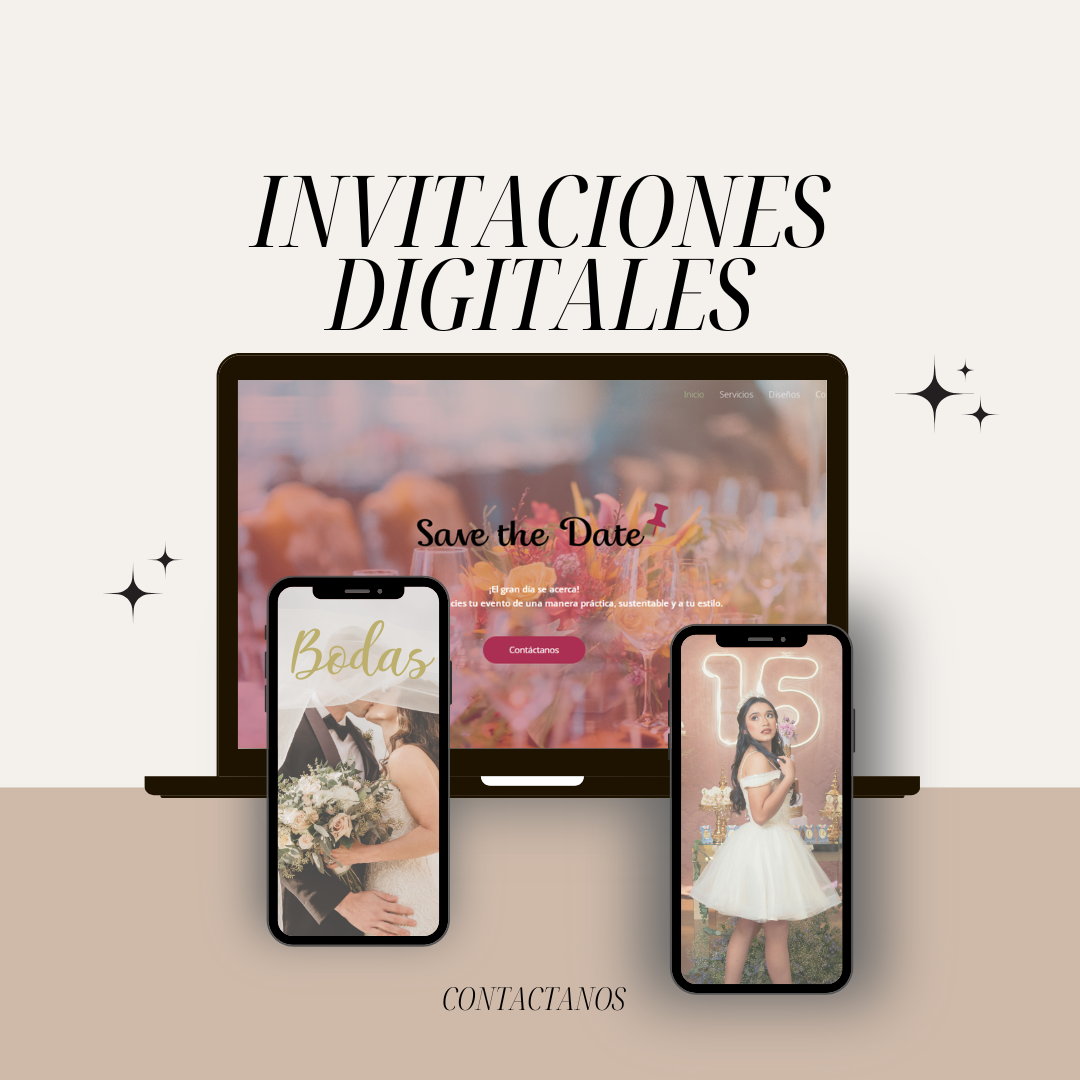 INVITACIONES
DIGITALES
Inicio Servicios Diseños
Save the Date
¡El gran día se acerca!
tu evento de una manera práctica, sustentable y a tu estilo.
Contáctanos
Bodas
15
CONTACTANOS